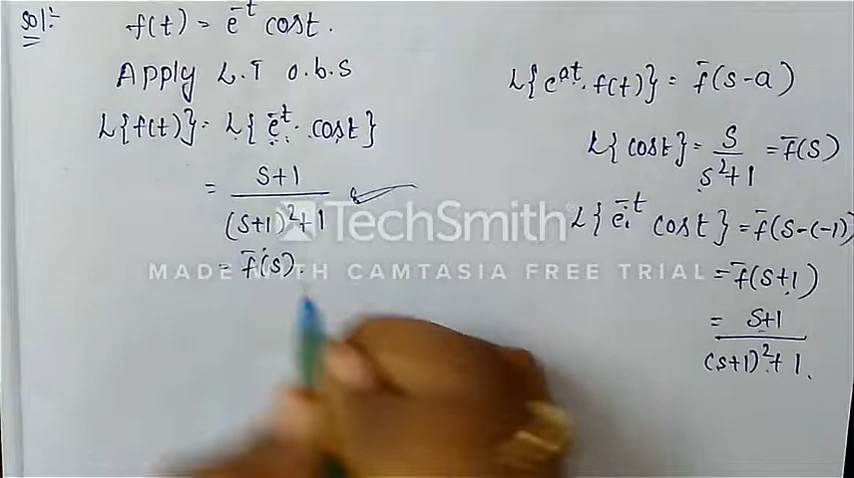 Sol:-
f(t) = e^-t cost.
Apply L.T o.b.s
L{f(t)} = L{e^-t. cost}
= s+1 / (s+1)^2+1
= f̄(s).
L{e^at. f(t)} = f̄(s-a)
L{cost} = s / s^2+1 = f̄(s)
L{e^-t cost} = f̄(s-(-1))
= f̄(s+1)
= s+1 / (s+1)^2+1.
TechSmith
MADE WITH CAMTASIA FREE TRIAL